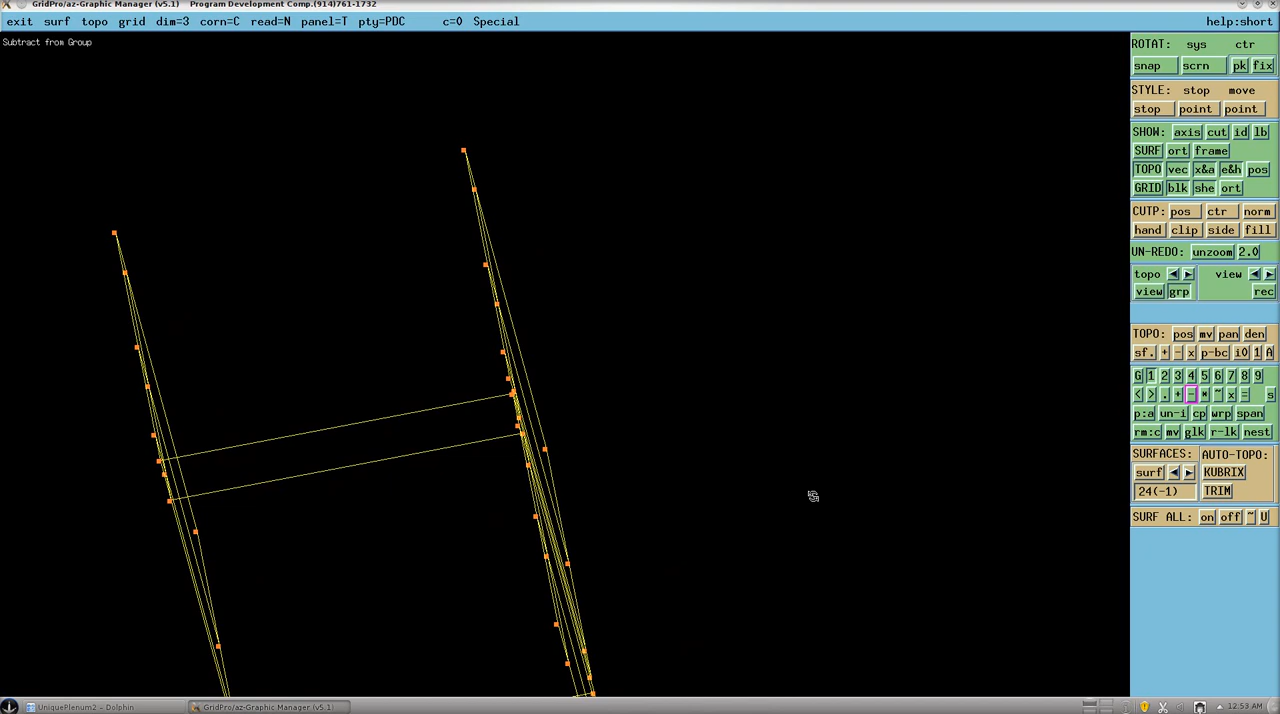 GridPro/az-Graphic Manager (v5.1)    Program Development Comp.(914)761-1732
exit surf topo grid dim=3 corn=C read=N panel=T pty=PDC c=0 Special help:short
Subtract from Group
ROTAT: sys ctr
snap scrn pk fix
STYLE: stop move
stop point point
SHOW: axis cut id lb
SURF ort frame
TOPO vec x&a e&h pos
GRID blk she ort
CUTP: pos ctr norm
hand clip side fill
UN-REDO: unzoom 2.0
topo view
view grp rec
TOPO: pos mv pan den
sf. + - x p-bc i0 1 A
G 1 2 3 4 5 6 7 8 9
< > . + - * ~ x = s
p:a un-i cp wrp span
rm:c mv glk r-lk nest
SURFACES: AUTO-TOPO:
surf KUBRIX
24(-1) TRIM
SURF ALL: on off ~ U
UniquePlenum2 – Dolphin
GridPro/az-Graphic Manager (v5.1)
12:53 AM